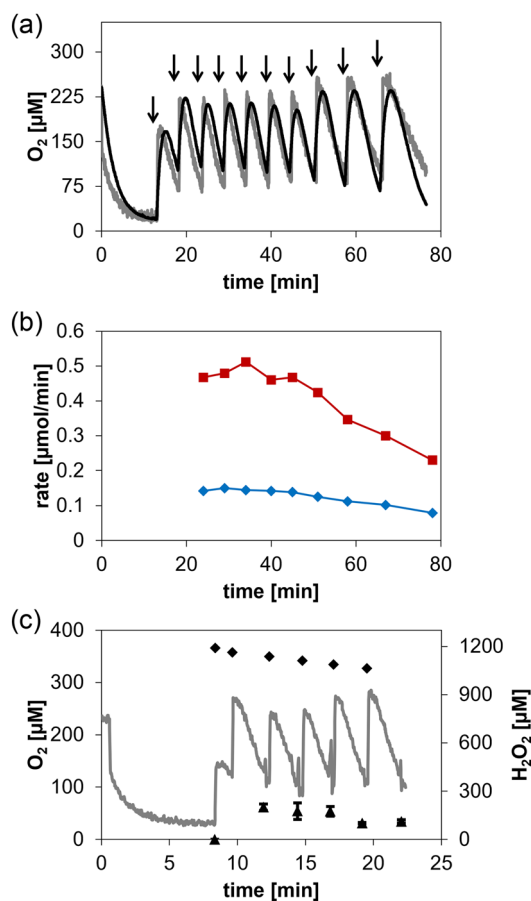 (a)
300
225
150
75
0
O₂ [µM]
0 20 40 60 80
time [min]
(b)
0.6
0.5
0.4
0.3
0.2
0.1
0
rate [µmol/min]
0 20 40 60 80
time [min]
(c)
400
300
200
100
0
O₂ [µM]
1200
900
600
300
0
H₂O₂ [µM]
0 5 10 15 20 25
time [min]